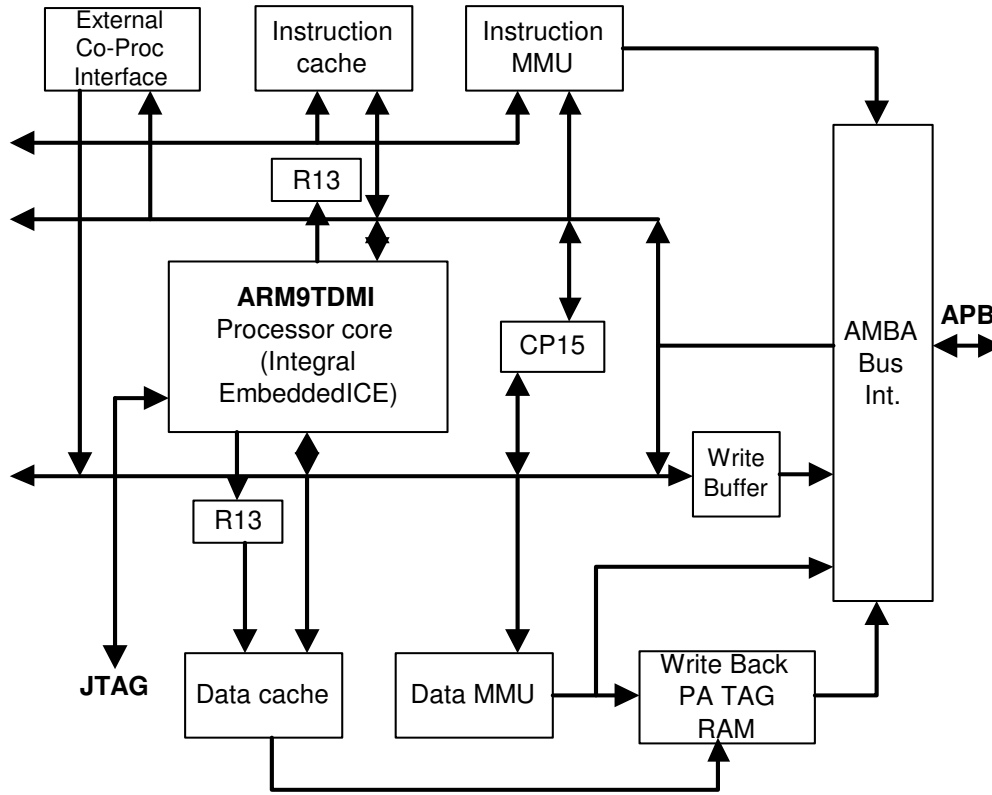 External
Co-Proc
Interface
Instruction
cache
Instruction
MMU
R13
ARM9TDMI
Processor core
(Integral
EmbeddedICE)
CP15
AMBA
Bus
Int.
APB
Write
Buffer
R13
JTAG
Data cache
Data MMU
Write Back
PA TAG
RAM